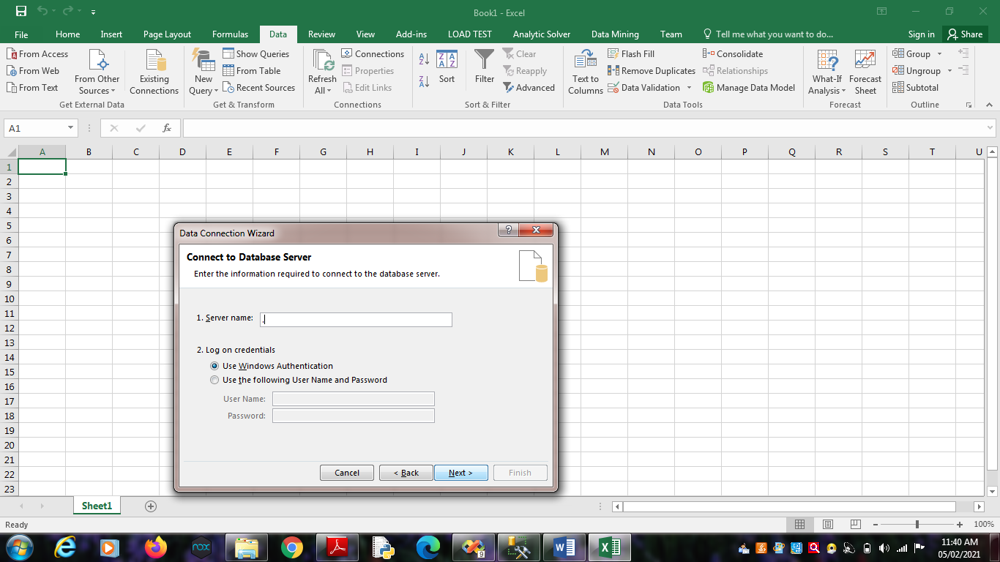 Book1 - Excel
File Home Insert Page Layout Formulas Data Review View Add-ins LOAD TEST Analytic Solver Data Mining Team Tell me what you want to do... Sign in Share
From Access
From Web
From Text
From Other Sources
Existing Connections
Get External Data
New Query
Show Queries
From Table
Recent Sources
Get & Transform
Refresh All
Connections
Properties
Edit Links
Connections
A Z
Z A
Z A
A Z
Sort
Filter
Clear
Reapply
Advanced
Sort & Filter
Text to Columns
Flash Fill
Remove Duplicates
Data Validation
Consolidate
Relationships
Manage Data Model
Data Tools
What-If Analysis
Forecast Sheet
Forecast
Group
Ungroup
Subtotal
Outline
A1 fx
A B C D E F G H I J K L M N O P Q R S T U
1
2
3
4
5
6
7
8
9
10
11
12
13
14
15
16
17
18
19
20
21
22
23
Data Connection Wizard ?
Connect to Database Server
Enter the information required to connect to the database server.
1. Server name: .
2. Log on credentials
Use Windows Authentication
Use the following User Name and Password
User Name:
Password:
Cancel < Back Next > Finish
Sheet1
Ready 100%
nox 9
11:40 AM
05/02/2021